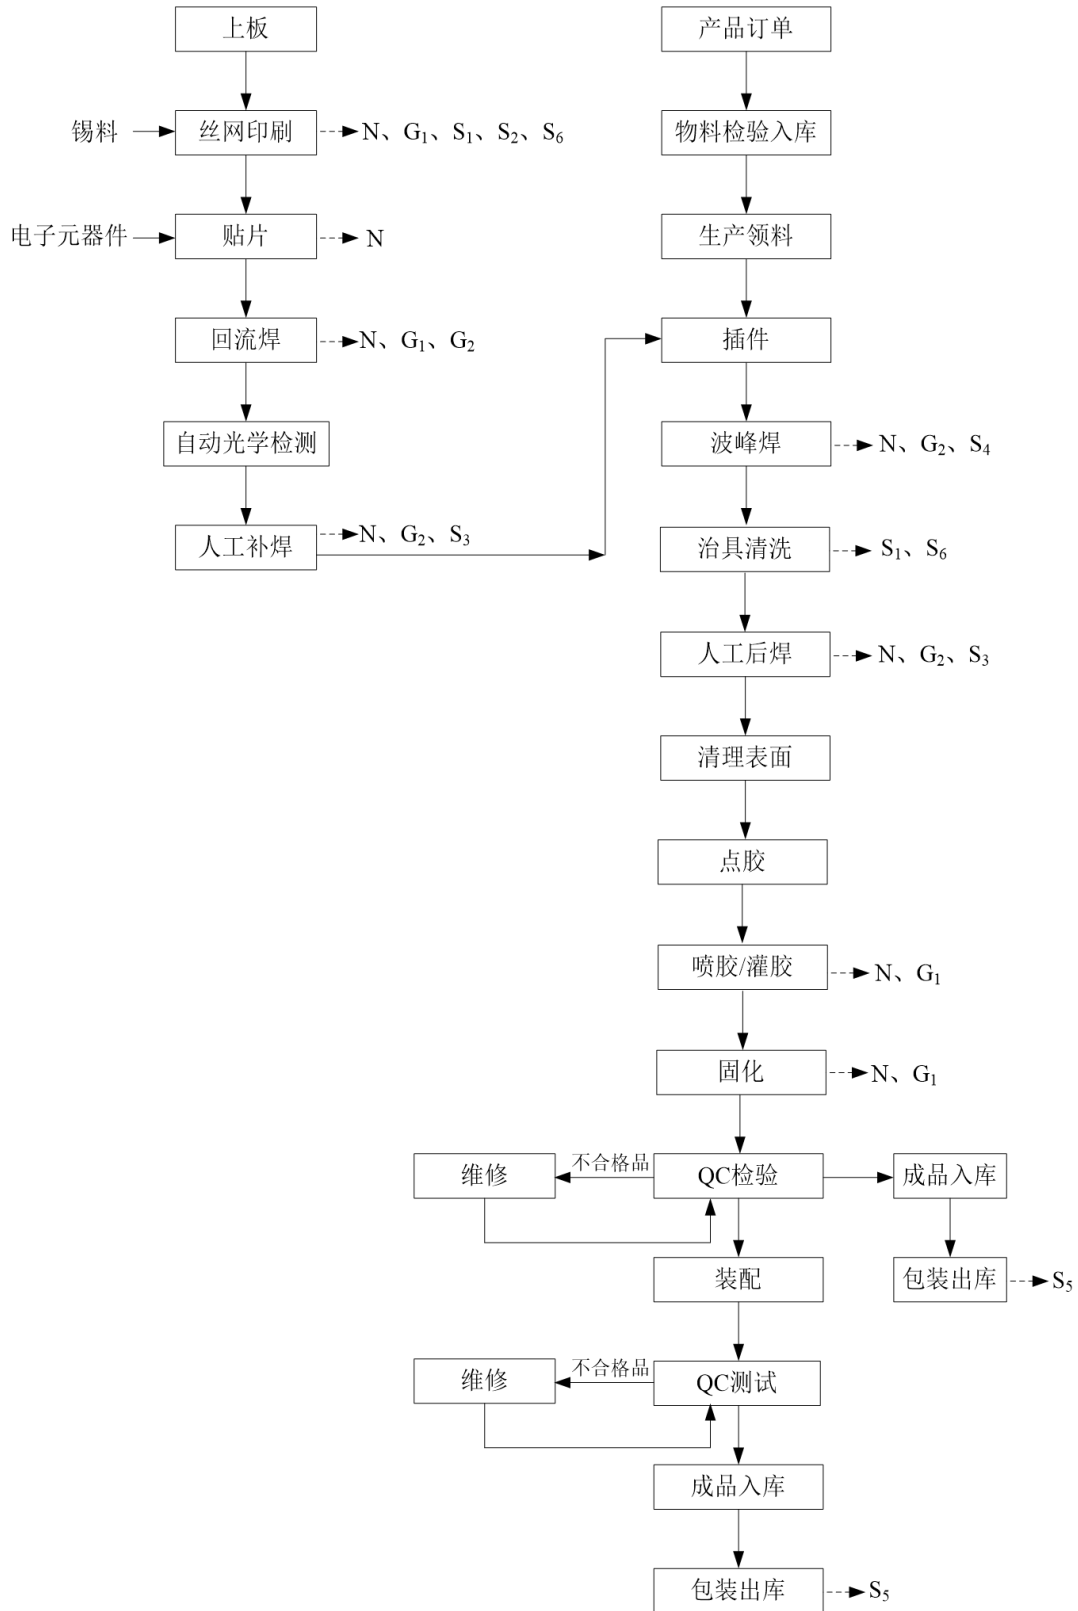 上板
锡料
丝网印刷
N、G₁、S₁、S₂、S₆
电子元器件
贴片
N
回流焊
N、G₁、G₂
自动光学检测
人工补焊
N、G₂、S₃
产品订单
物料检验入库
生产领料
插件
波峰焊
N、G₂、S₄
治具清洗
S₁、S₆
人工后焊
N、G₂、S₃
清理表面
点胶
喷胶/灌胶
N、G₁
固化
N、G₁
维修
不合格品
QC检验
成品入库
装配
包装出库
S₅
维修
不合格品
QC测试
成品入库
包装出库
S₅